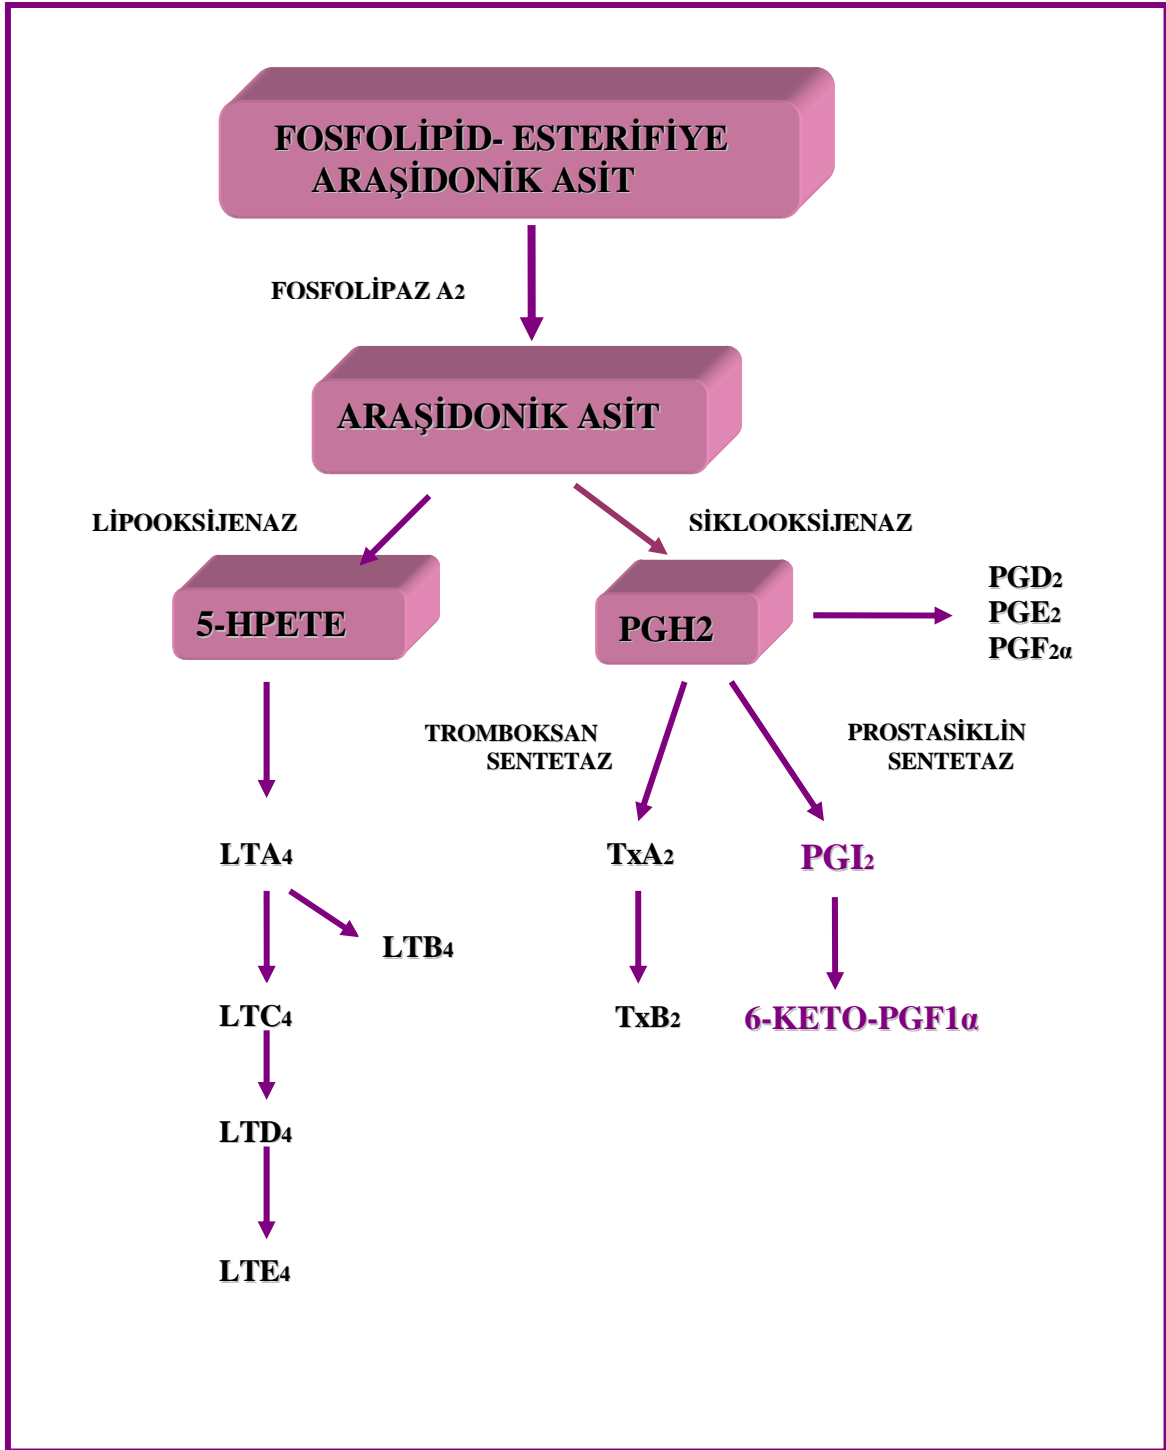 FOSFOLİPİD- ESTERİFİYE
ARAŞİDONİK ASİT
FOSFOLİPAZ A2
ARAŞİDONİK ASİT
LİPOOKSİJENAZ
SİKLOOKSİJENAZ
5-HPETE
PGH2
PGD2
PGE2
PGF2α
TROMBOKSAN
SENTETAZ
PROSTASİKLİN
SENTETAZ
LTA4
TxA2
PGI2
LTB4
LTC4
TxB2
6-KETO-PGF1α
LTD4
LTE4